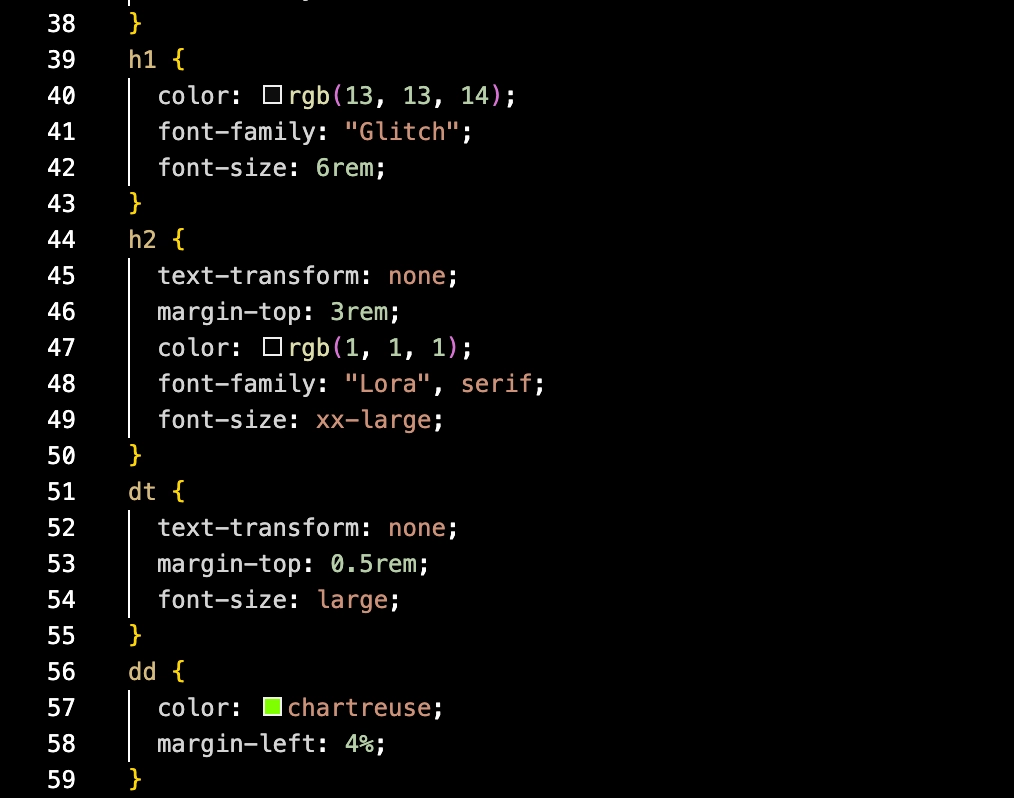 38 }
39 h1 {
40 color: rgb(13, 13, 14);
41 font-family: "Glitch";
42 font-size: 6rem;
43 }
44 h2 {
45 text-transform: none;
46 margin-top: 3rem;
47 color: rgb(1, 1, 1);
48 font-family: "Lora", serif;
49 font-size: xx-large;
50 }
51 dt {
52 text-transform: none;
53 margin-top: 0.5rem;
54 font-size: large;
55 }
56 dd {
57 color: chartreuse;
58 margin-left: 4%;
59 }